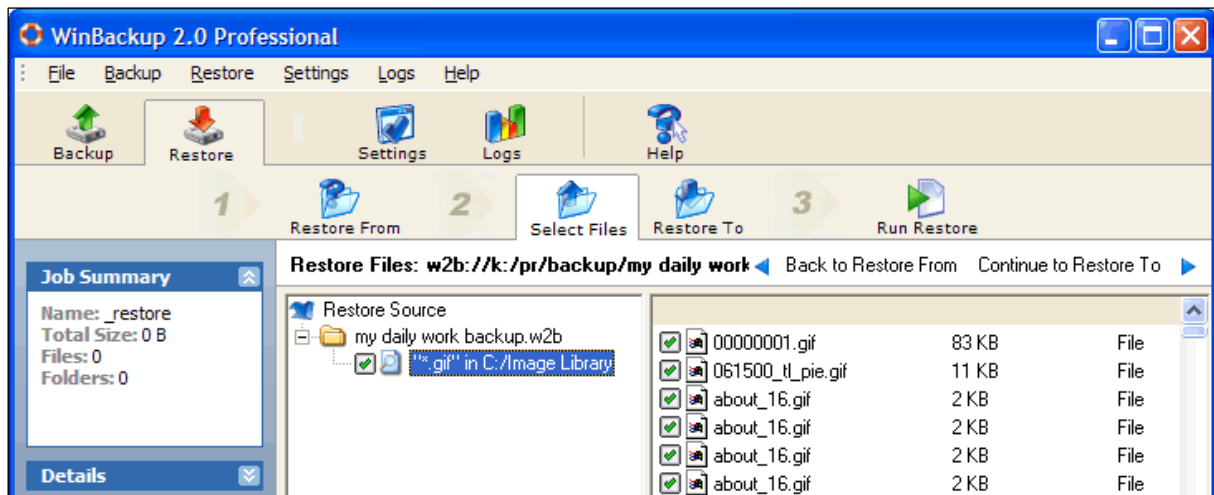 WinBackup 2.0 Professional
File Backup Restore Settings Logs Help
Backup Restore Settings Logs Help
1 Restore From 2 Select Files Restore To 3 Run Restore
Job Summary
Name: _restore
Total Size: 0 B
Files: 0
Folders: 0
Details
Restore Files: w2b://k:/pr/backup/my daily work Back to Restore From Continue to Restore To
Restore Source
my daily work backup.w2b
"*.gif" in C:/Image Library
00000001.gif 83 KB File
061500_tl_pie.gif 11 KB File
about_16.gif 2 KB File
about_16.gif 2 KB File
about_16.gif 2 KB File
about_16.gif 2 KB File